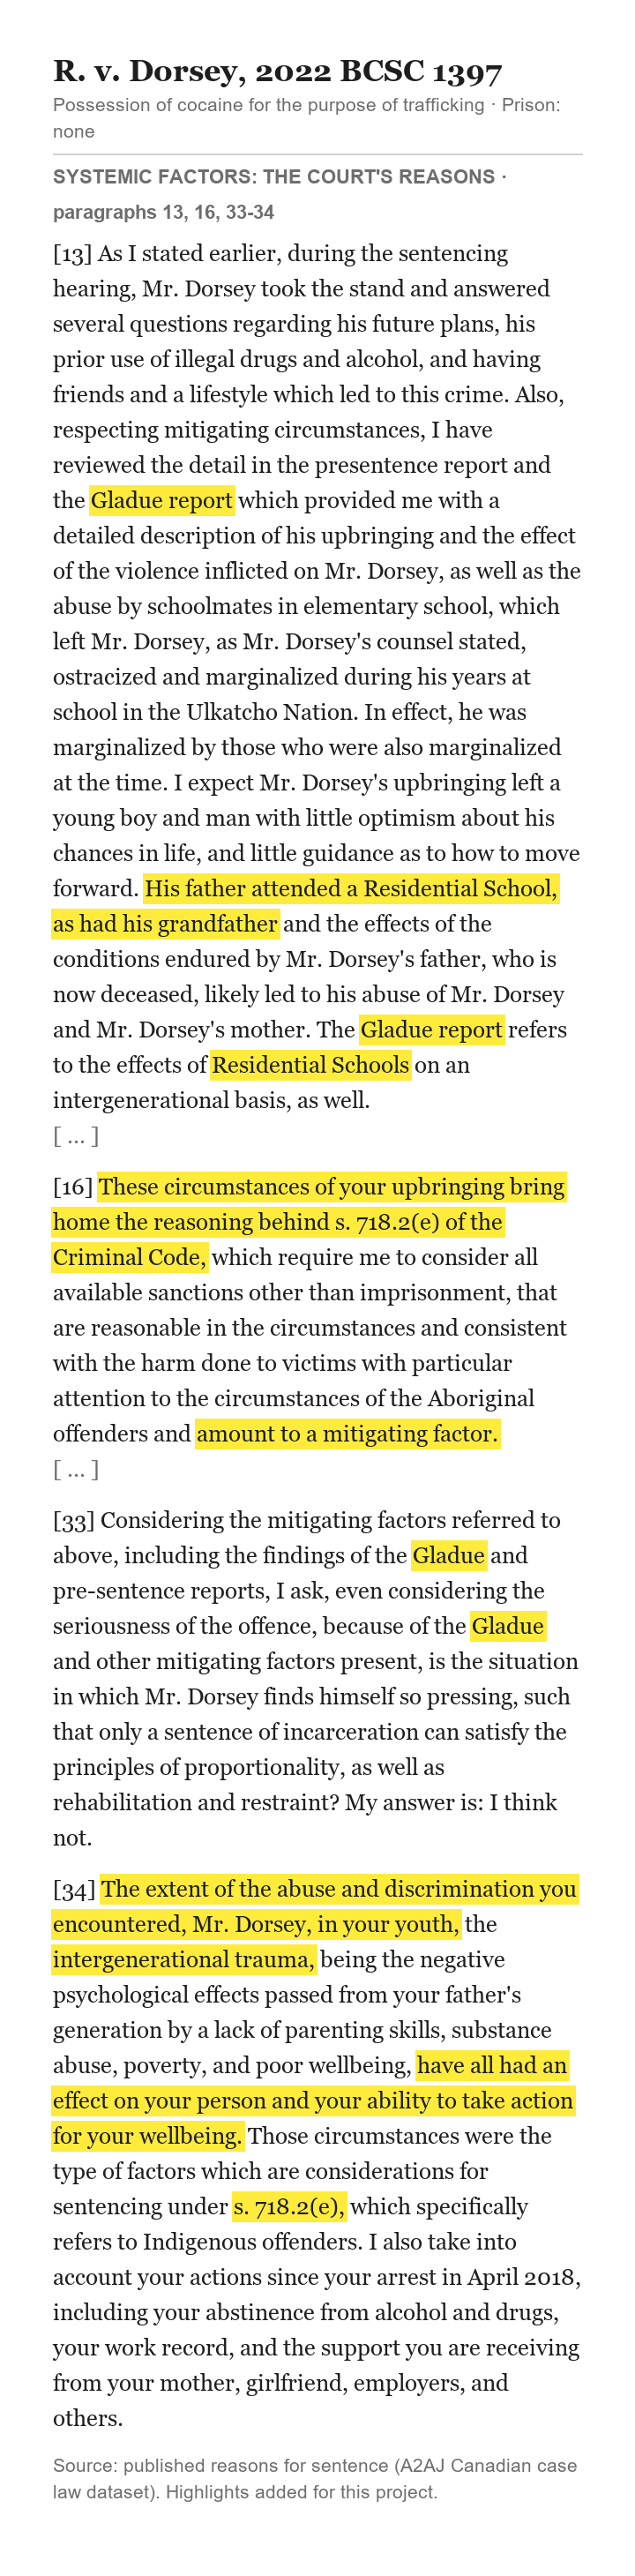 R. v. Dorsey, 2022 BCSC 1397
Possession of cocaine for the purpose of trafficking · Prison:
none
SYSTEMIC FACTORS: THE COURT'S REASONS ·
paragraphs 13, 16, 33-34
[13] As I stated earlier, during the sentencing
hearing, Mr. Dorsey took the stand and answered
several questions regarding his future plans, his
prior use of illegal drugs and alcohol, and having
friends and a lifestyle which led to this crime. Also,
respecting mitigating circumstances, I have
reviewed the detail in the presentence report and
the Gladue report which provided me with a
detailed description of his upbringing and the effect
of the violence inflicted on Mr. Dorsey, as well as the
abuse by schoolmates in elementary school, which
left Mr. Dorsey, as Mr. Dorsey's counsel stated,
ostracized and marginalized during his years at
school in the Ulkatcho Nation. In effect, he was
marginalized by those who were also marginalized
at the time. I expect Mr. Dorsey's upbringing left a
young boy and man with little optimism about his
chances in life, and little guidance as to how to move
forward. His father attended a Residential School,
as had his grandfather and the effects of the
conditions endured by Mr. Dorsey's father, who is
now deceased, likely led to his abuse of Mr. Dorsey
and Mr. Dorsey's mother. The Gladue report refers
to the effects of Residential Schools on an
intergenerational basis, as well.
[ ... ]
[16] These circumstances of your upbringing bring
home the reasoning behind s. 718.2(e) of the
Criminal Code, which require me to consider all
available sanctions other than imprisonment, that
are reasonable in the circumstances and consistent
with the harm done to victims with particular
attention to the circumstances of the Aboriginal
offenders and amount to a mitigating factor.
[ ... ]
[33] Considering the mitigating factors referred to
above, including the findings of the Gladue and
pre-sentence reports, I ask, even considering the
seriousness of the offence, because of the Gladue
and other mitigating factors present, is the situation
in which Mr. Dorsey finds himself so pressing, such
that only a sentence of incarceration can satisfy the
principles of proportionality, as well as
rehabilitation and restraint? My answer is: I think
not.
[34] The extent of the abuse and discrimination you
encountered, Mr. Dorsey, in your youth, the
intergenerational trauma, being the negative
psychological effects passed from your father's
generation by a lack of parenting skills, substance
abuse, poverty, and poor wellbeing, have all had an
effect on your person and your ability to take action
for your wellbeing. Those circumstances were the
type of factors which are considerations for
sentencing under s. 718.2(e), which specifically
refers to Indigenous offenders. I also take into
account your actions since your arrest in April 2018,
including your abstinence from alcohol and drugs,
your work record, and the support you are receiving
from your mother, girlfriend, employers, and
others.
Source: published reasons for sentence (A2AJ Canadian case
law dataset). Highlights added for this project.